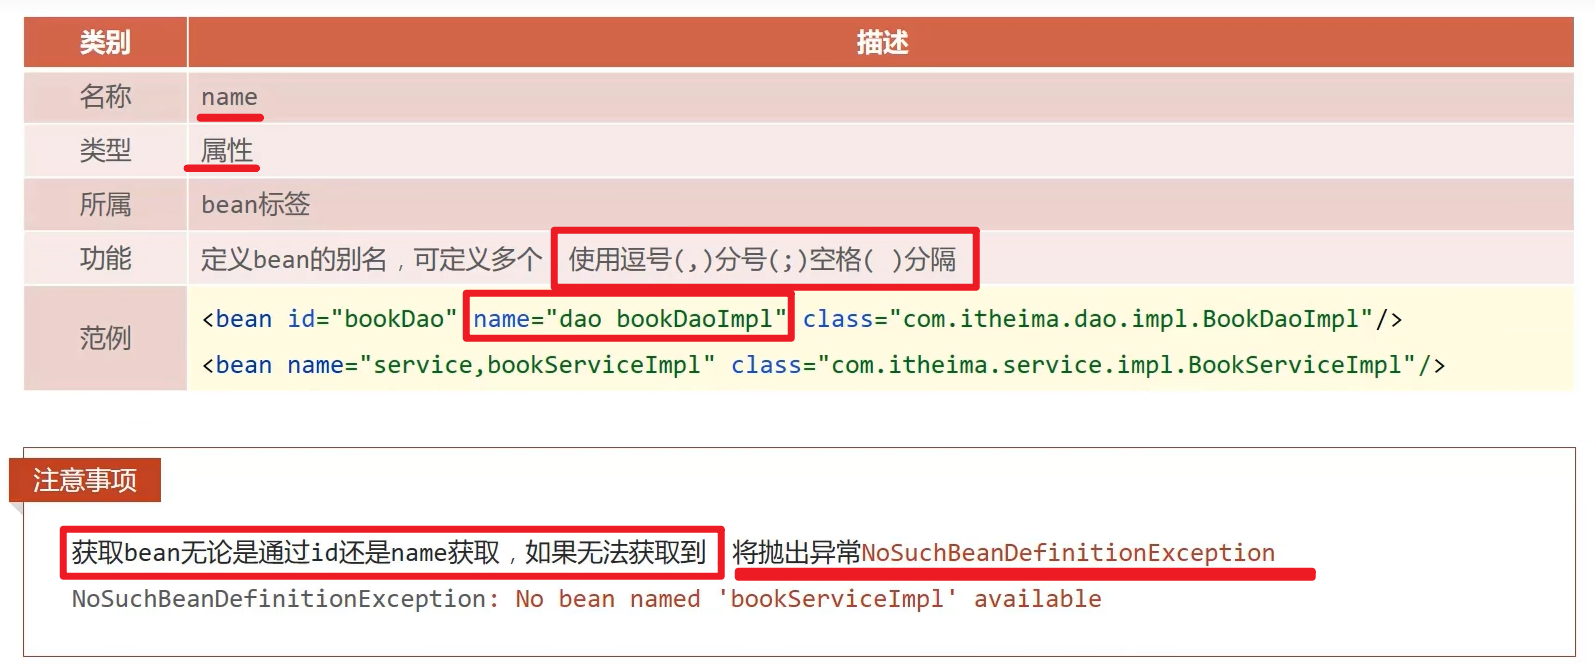 类别 描述
名称 name
类型 属性
所属 bean标签
功能 定义bean的别名，可定义多个 使用逗号(,)分号(;)空格( )分隔
范例 <bean id="bookDao" name="dao bookDaoImpl" class="com.itheima.dao.impl.BookDaoImpl"/>
<bean name="service,bookServiceImpl" class="com.itheima.service.impl.BookServiceImpl"/>
注意事项
获取bean无论是通过id还是name获取，如果无法获取到 将抛出异常NoSuchBeanDefinitionException
NoSuchBeanDefinitionException: No bean named 'bookServiceImpl' available